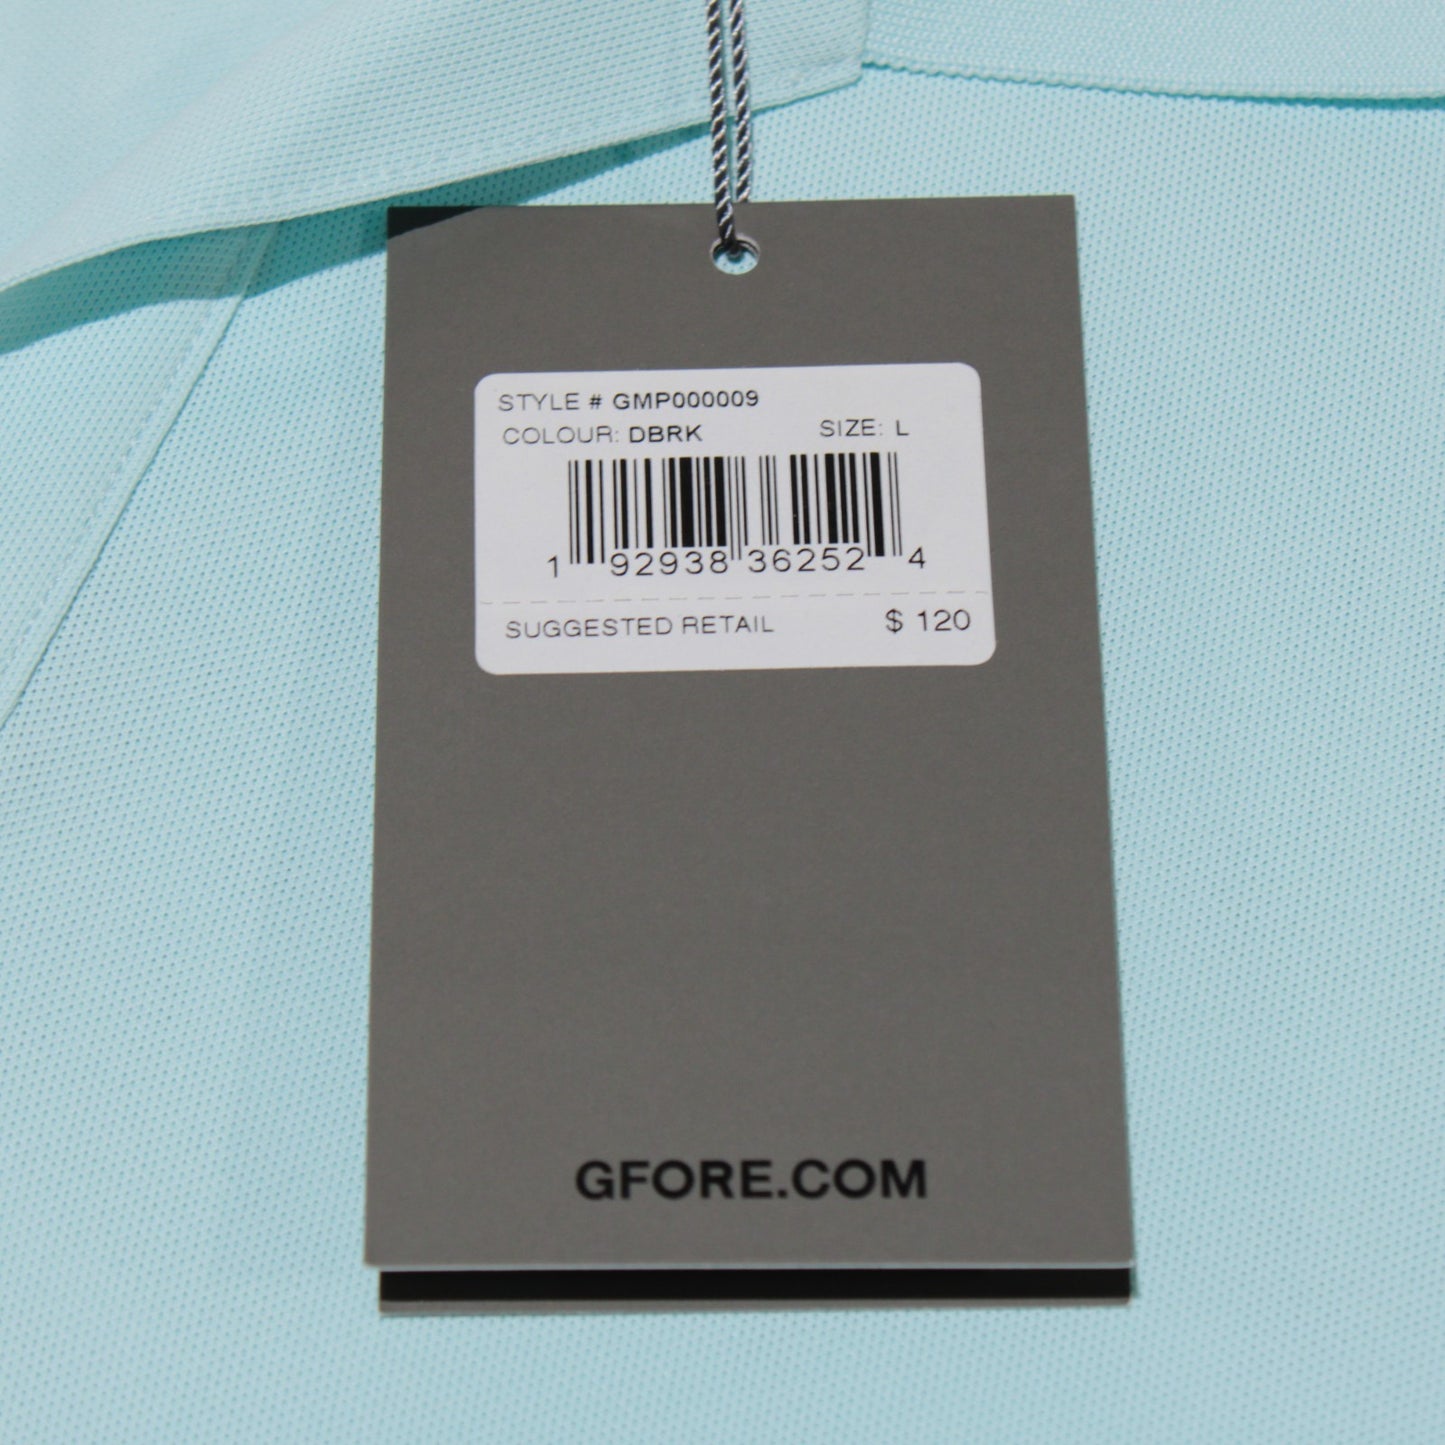 STYLE # GMP000009
COLOUR: DBRK SIZE: L
1 92938 36252 4
SUGGESTED RETAIL $ 120
GFORE.COM